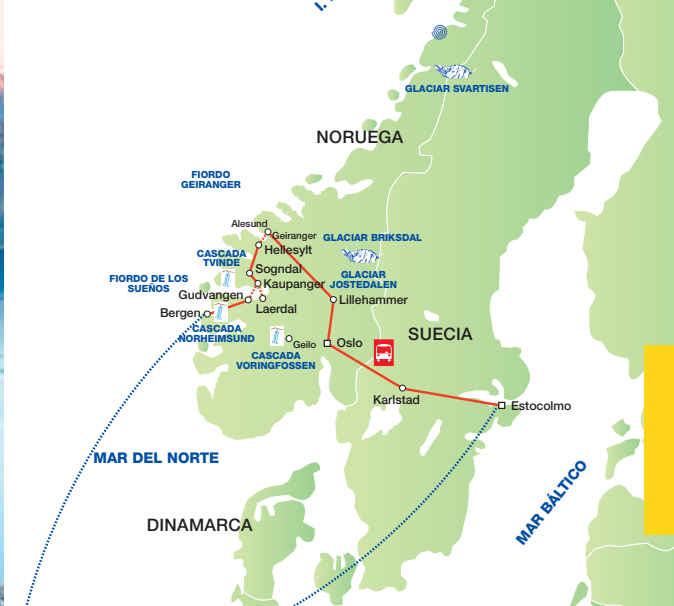 I.
GLACIAR SVARTISEN
NORUEGA
FIORDO
GEIRANGER
Alesund
Geiranger
Hellesylt
GLACIAR BRIKSDAL
CASCADA
TVINDE
Sogndal
GLACIAR
JOSTEDALEN
FIORDO DE LOS
SUEÑOS
Kaupanger
Gudvangen
Laerdal
Lillehammer
Bergen
CASCADA
NORHEIMSUND
Geilo
Oslo
SUECIA
CASCADA
VORINGFOSSEN
Karlstad
Estocolmo
MAR DEL NORTE
MAR BÁLTICO
DINAMARCA